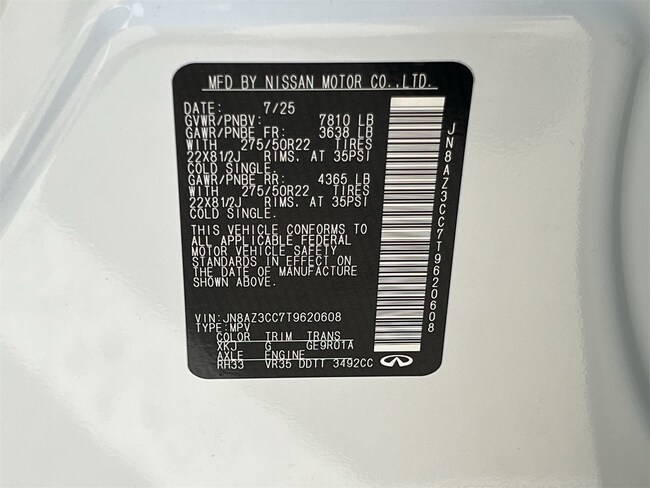 MFD BY NISSAN MOTOR CO.,LTD.
DATE: 7/25
GVWR/PNBV: 7810 LB
GAWR/PNBE FR: 3638 LB
WITH 275/50R22 TIRES
22X81/2J RIMS. AT 35PSI
COLD SINGLE.
GAWR/PNBE RR: 4365 LB
WITH 275/50R22 TIRES
22X81/2J RIMS. AT 35PSI
COLD SINGLE.
THIS VEHICLE CONFORMS TO
ALL APPLICABLE FEDERAL
MOTOR VEHICLE SAFETY
STANDARDS IN EFFECT ON
THE DATE OF MANUFACTURE
SHOWN ABOVE.
VIN: JN8AZ3CC7T9620608
TYPE: MPV
COLOR TRIM TRANS
XKJ G GE9R01A
AXLE ENGINE
RH33 VR35 DDTT 3492CC
JN8AZ3CC7T9620608